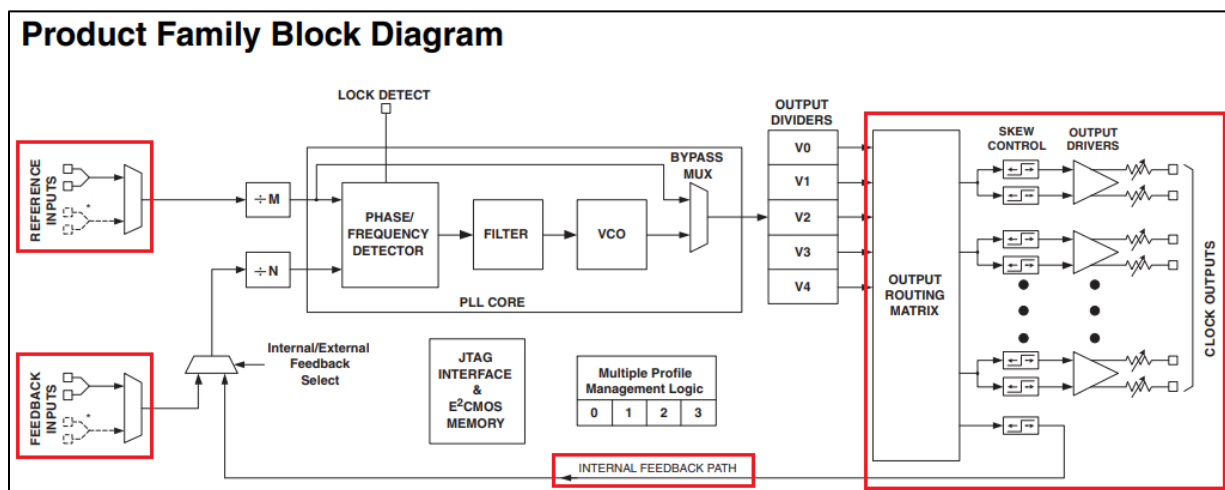 Product Family Block Diagram
LOCK DETECT
OUTPUT
DIVIDERS
SKEW
CONTROL
OUTPUT
DRIVERS
REFERENCE
INPUTS
*
÷M
PHASE/
FREQUENCY
DETECTOR
FILTER
VCO
BYPASS
MUX
V0
V1
V2
V3
V4
÷N
PLL CORE
OUTPUT
ROUTING
MATRIX
CLOCK OUTPUTS
Internal/External
Feedback
Select
FEEDBACK
INPUTS
*
JTAG
INTERFACE
&
E²CMOS
MEMORY
Multiple Profile
Management Logic
0 1 2 3
INTERNAL FEEDBACK PATH